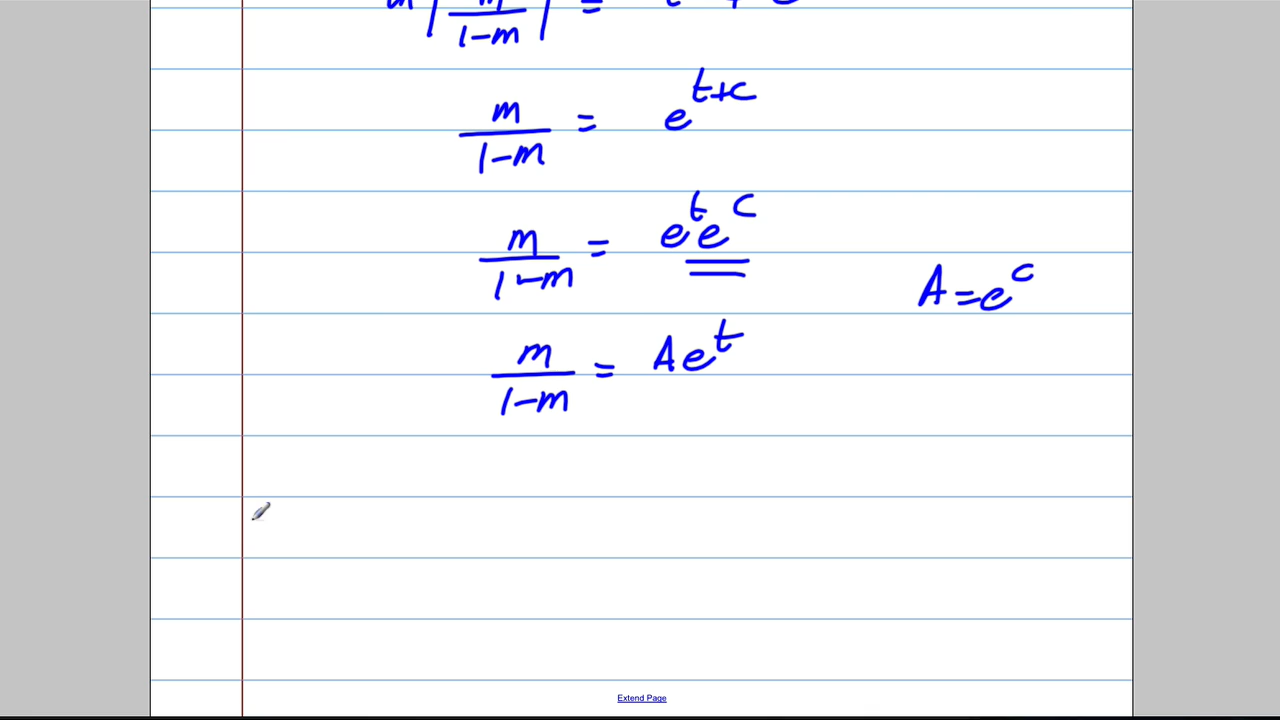 m/(1-m) = e^(t+c)
m/(1-m) = e^t e^c
A = e^c
m/(1-m) = Ae^t
Extend Page